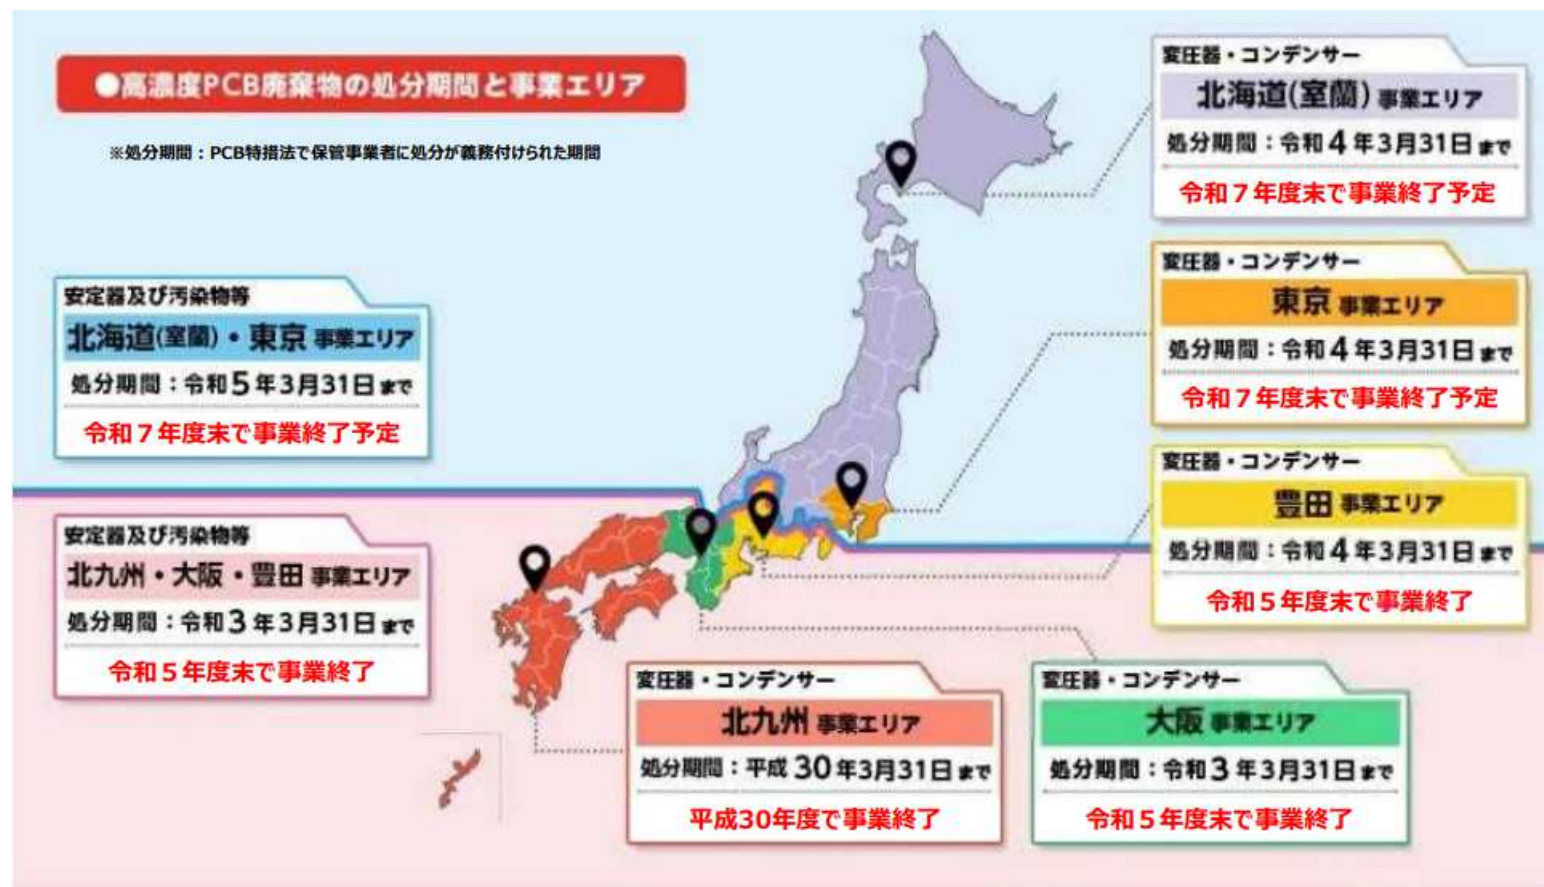 ●高濃度PCB廃棄物の処分期間と事業エリア
※処分期間：PCB特措法で保管事業者に処分が義務付けられた期間
変圧器・コンデンサー
北海道(室蘭) 事業エリア
処分期間：令和4年3月31日まで
令和７年度末で事業終了予定
変圧器・コンデンサー
東京 事業エリア
処分期間：令和4年3月31日まで
令和７年度末で事業終了予定
安定器及び汚染物等
北海道(室蘭)・東京 事業エリア
処分期間：令和5年3月31日まで
令和７年度末で事業終了予定
変圧器・コンデンサー
豊田 事業エリア
処分期間：令和4年3月31日まで
令和５年度末で事業終了
安定器及び汚染物等
北九州・大阪・豊田 事業エリア
処分期間：令和3年3月31日まで
令和５年度末で事業終了
変圧器・コンデンサー
北九州 事業エリア
処分期間：平成30年3月31日まで
平成30年度で事業終了
変圧器・コンデンサー
大阪 事業エリア
処分期間：令和3年3月31日まで
令和５年度末で事業終了